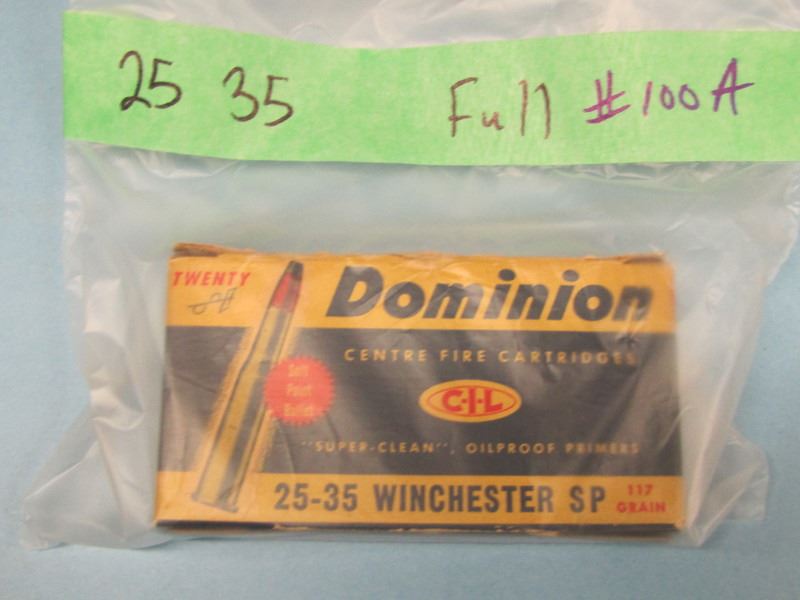 25 35 Full #100A
TWENTY
Dominion
CENTRE FIRE CARTRIDGES
Soft
Point
Bullet
C-I-L
"SUPER-CLEAN", OILPROOF PRIMERS
25-35 WINCHESTER SP 117
GRAIN